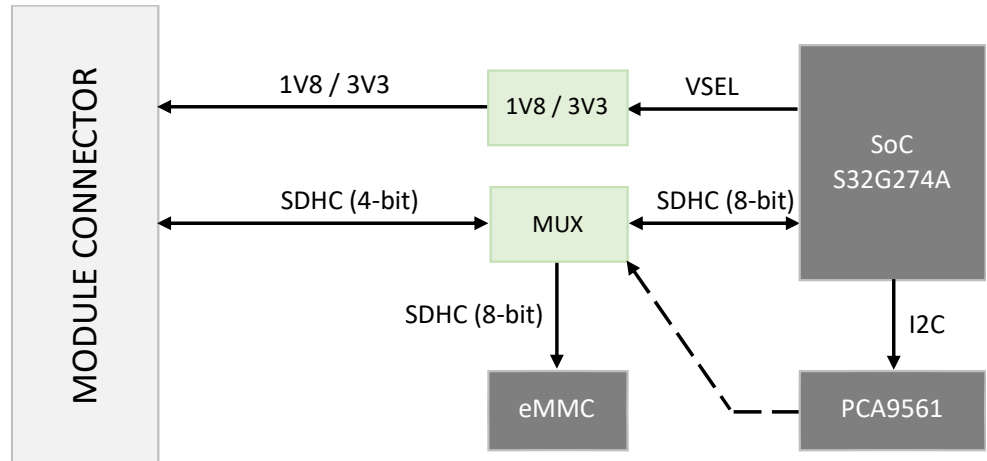 MODULE CONNECTOR
1V8 / 3V3
1V8 / 3V3
VSEL
SoC
S32G274A
SDHC (4-bit)
MUX
SDHC (8-bit)
SDHC (8-bit)
I2C
eMMC
PCA9561